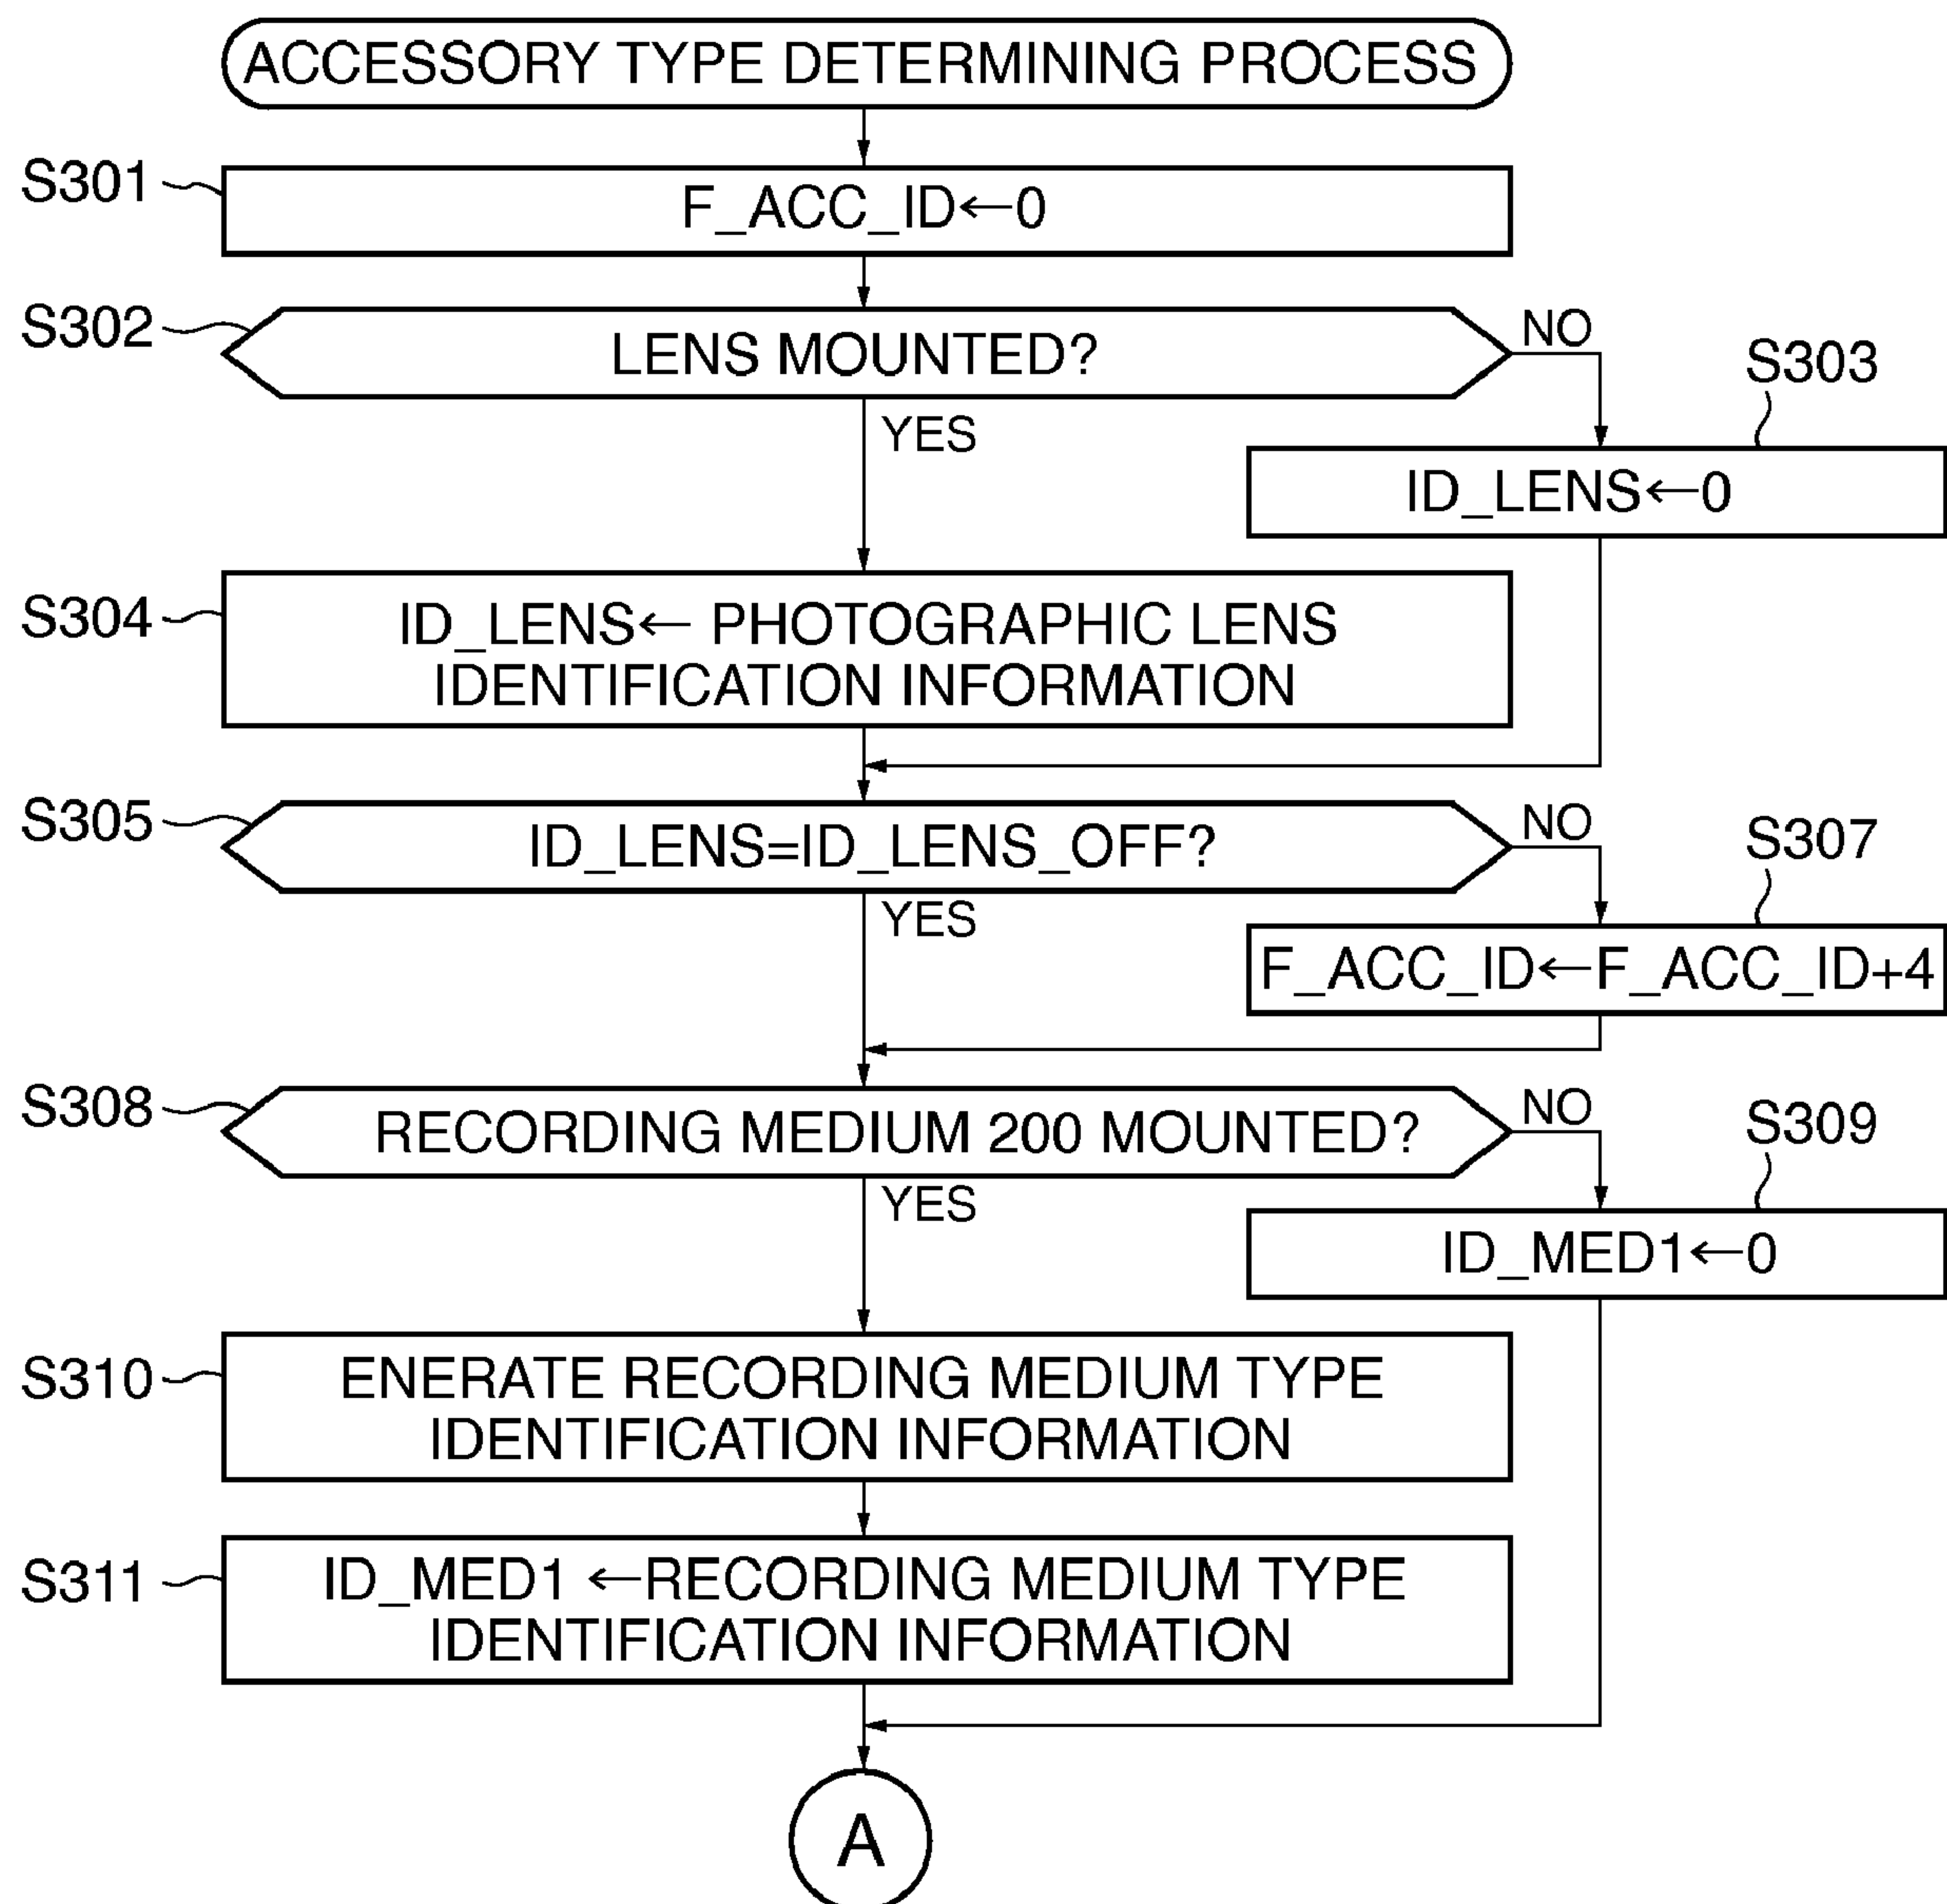 ACCESSORY TYPE DETERMINING PROCESS
S301
F_ACC_ID←0
S302
LENS MOUNTED?
NO
YES
S303
ID_LENS←0
S304
ID_LENS← PHOTOGRAPHIC LENS
IDENTIFICATION INFORMATION
S305
ID_LENS=ID_LENS_OFF?
NO
YES
S307
F_ACC_ID←F_ACC_ID+4
S308
RECORDING MEDIUM 200 MOUNTED?
NO
YES
S309
ID_MED1←0
S310
ENERATE RECORDING MEDIUM TYPE
IDENTIFICATION INFORMATION
S311
ID_MED1 ←RECORDING MEDIUM TYPE
IDENTIFICATION INFORMATION
A